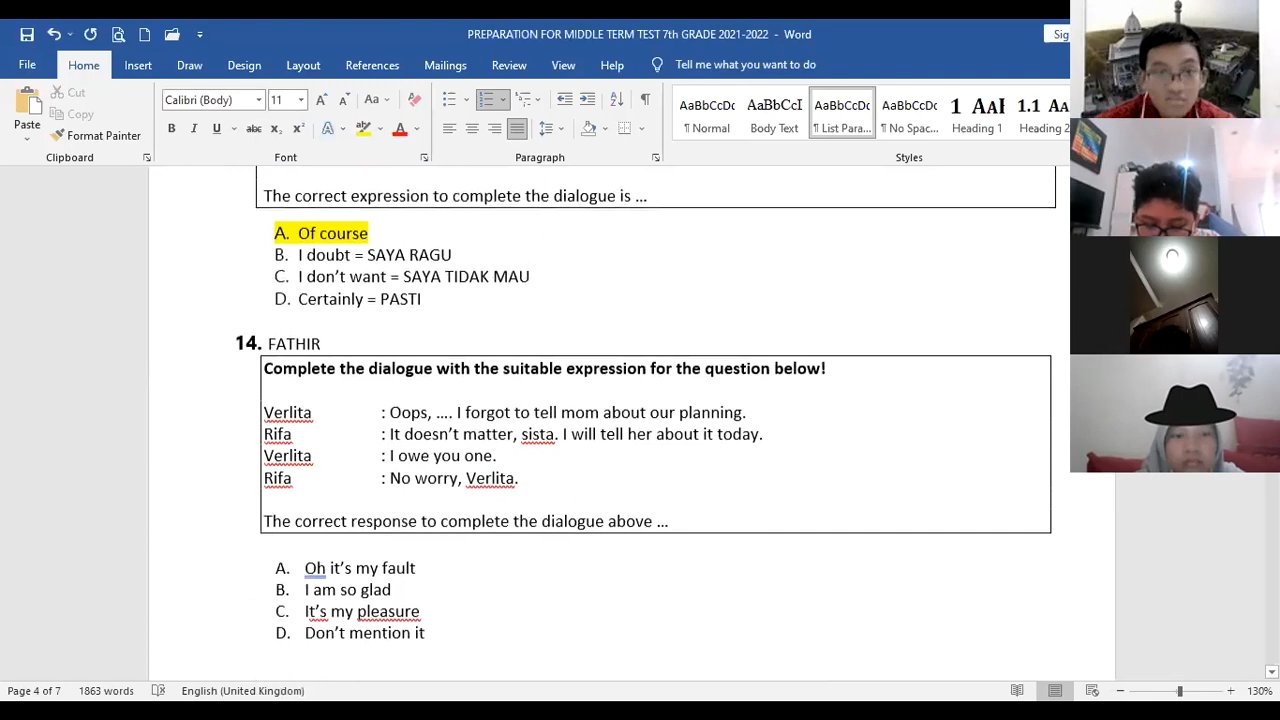 PREPARATION FOR MIDDLE TERM TEST 7th GRADE 2021-2022 - Word
Sig
File Home Insert Draw Design Layout References Mailings Review View Help Tell me what you want to do
Paste
Cut
Copy
Format Painter
Calibri (Body) 11
AaBbCcDc AaBbCcI AaBbCcDc AaBbCcDc 1 AaI 1.1 Aa
¶ Normal Body Text ¶ List Para... ¶ No Spac... Heading 1 Heading 2
Clipboard Font Paragraph Styles
The correct expression to complete the dialogue is ...
A. Of course
B. I doubt = SAYA RAGU
C. I don't want = SAYA TIDAK MAU
D. Certainly = PASTI
14. FATHIR
Complete the dialogue with the suitable expression for the question below!
Verlita : Oops, .... I forgot to tell mom about our planning.
Rifa : It doesn't matter, sista. I will tell her about it today.
Verlita : I owe you one.
Rifa : No worry, Verlita.
The correct response to complete the dialogue above ...
A. Oh it's my fault
B. I am so glad
C. It's my pleasure
D. Don't mention it
Page 4 of 7 1863 words English (United Kingdom) 130%